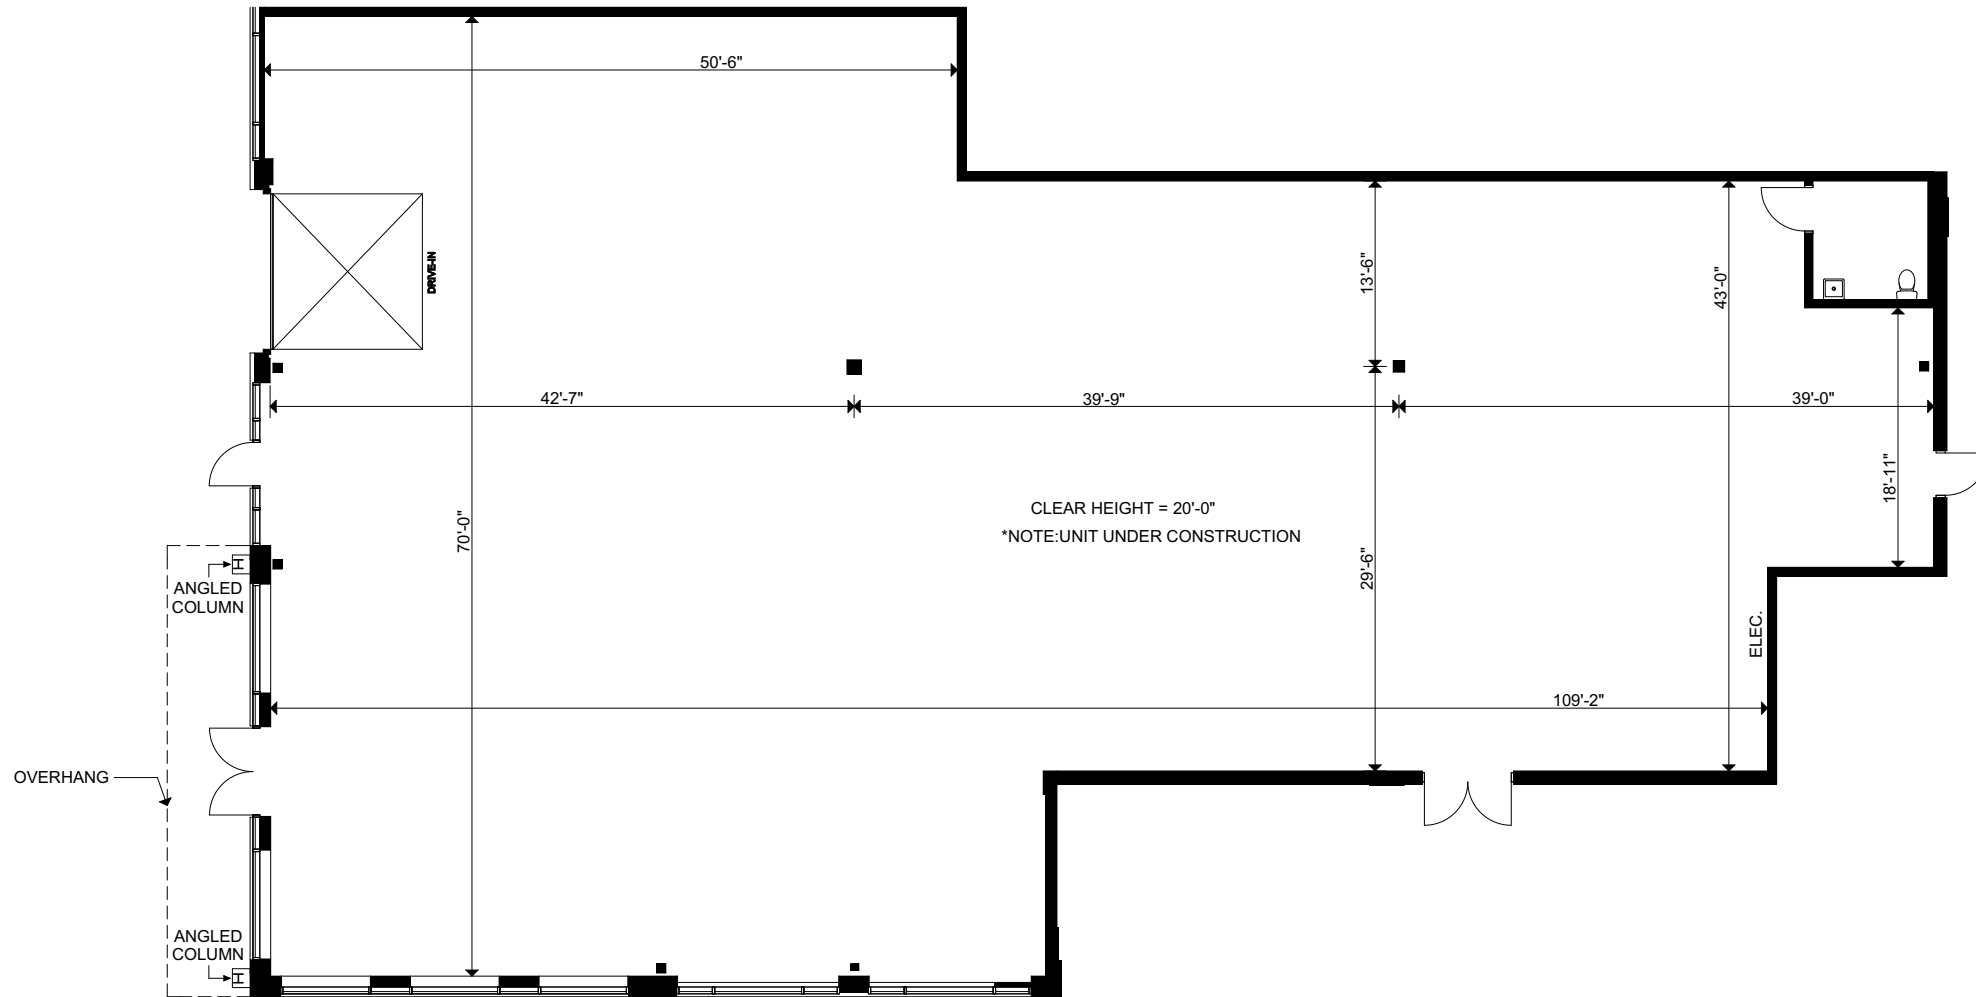 50'-6"
DRIVE-IN
13'-6"
43'-0"
42'-7"
39'-9"
39'-0"
18'-11"
CLEAR HEIGHT = 20'-0"
*NOTE:UNIT UNDER CONSTRUCTION
70'-0"
29'-6"
H
ANGLED
COLUMN
ELEC.
109'-2"
OVERHANG
ANGLED
COLUMN
H